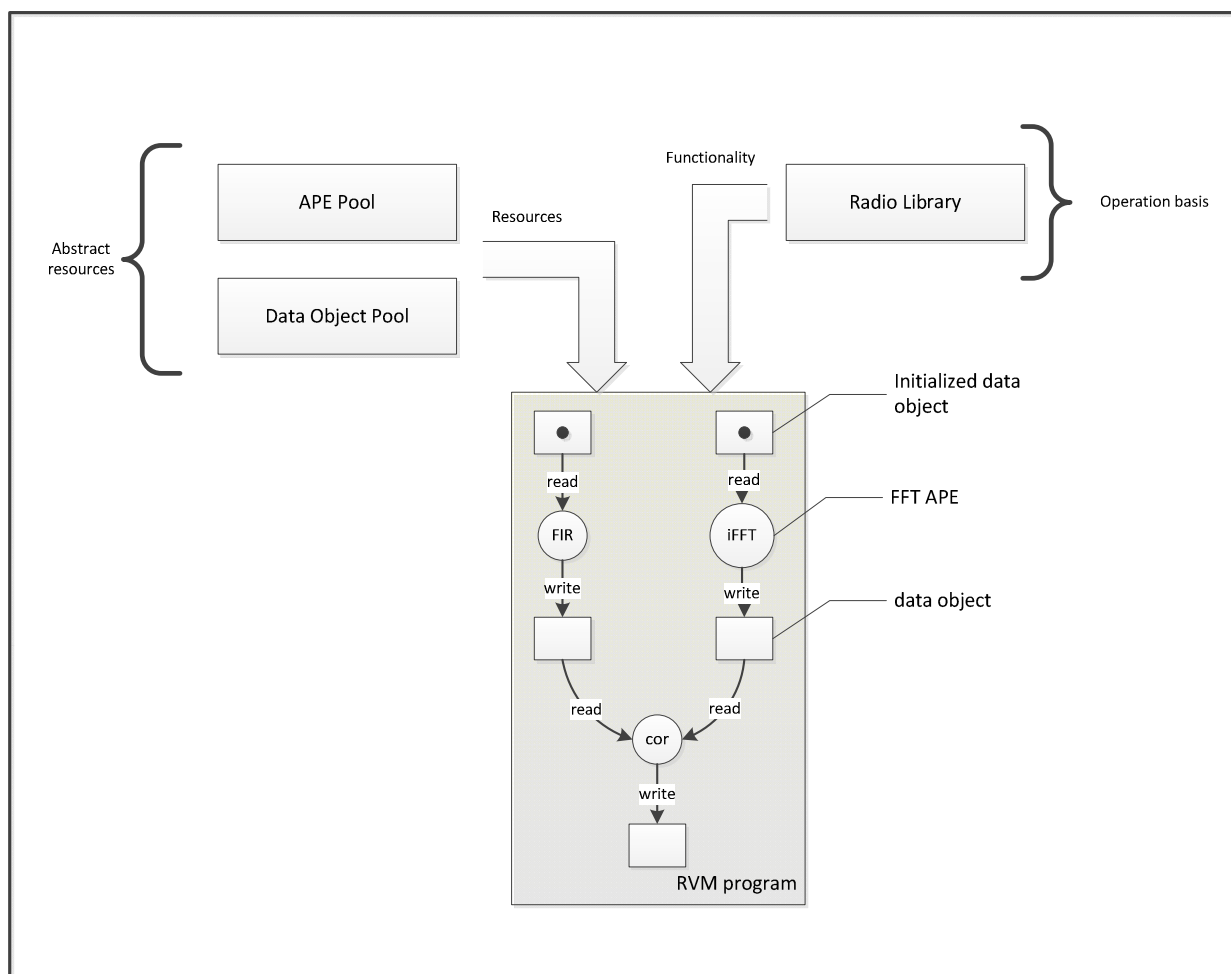 Functionality
APE Pool
Radio Library
Resources
Operation basis
Abstract
resources
Data Object Pool
Initialized data
object
read
read
FFT APE
FIR
iFFT
write
write
data object
read
read
cor
write
RVM program